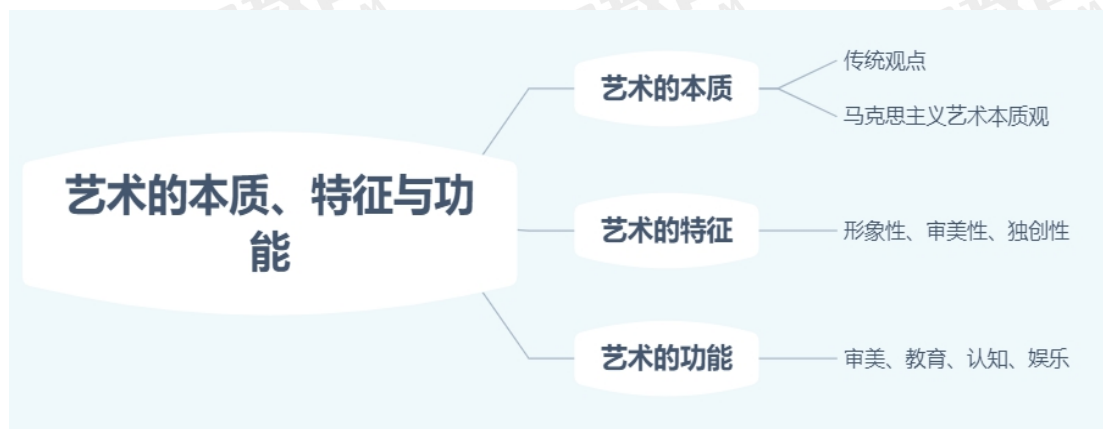 艺术的本质、特征与功
能
艺术的本质
传统观点
马克思主义艺术本质观
艺术的特征
形象性、审美性、独创性
艺术的功能
审美、教育、认知、娱乐